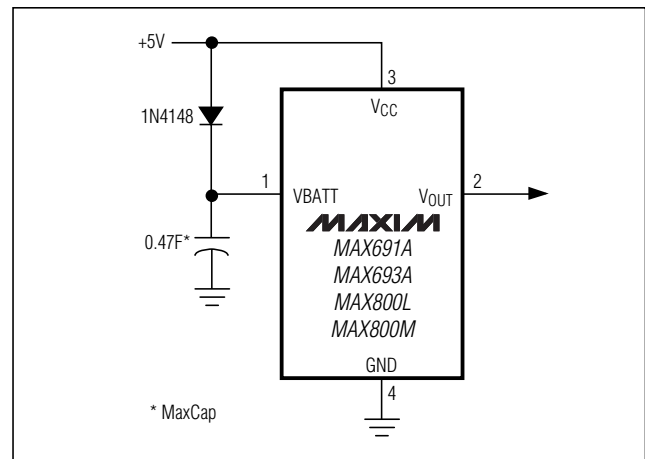 +5V
3
VCC
1N4148
1
VBATT
VOUT
2
MAXIM
0.47F*
MAX691A
MAX693A
MAX800L
MAX800M
GND
4
* MaxCap